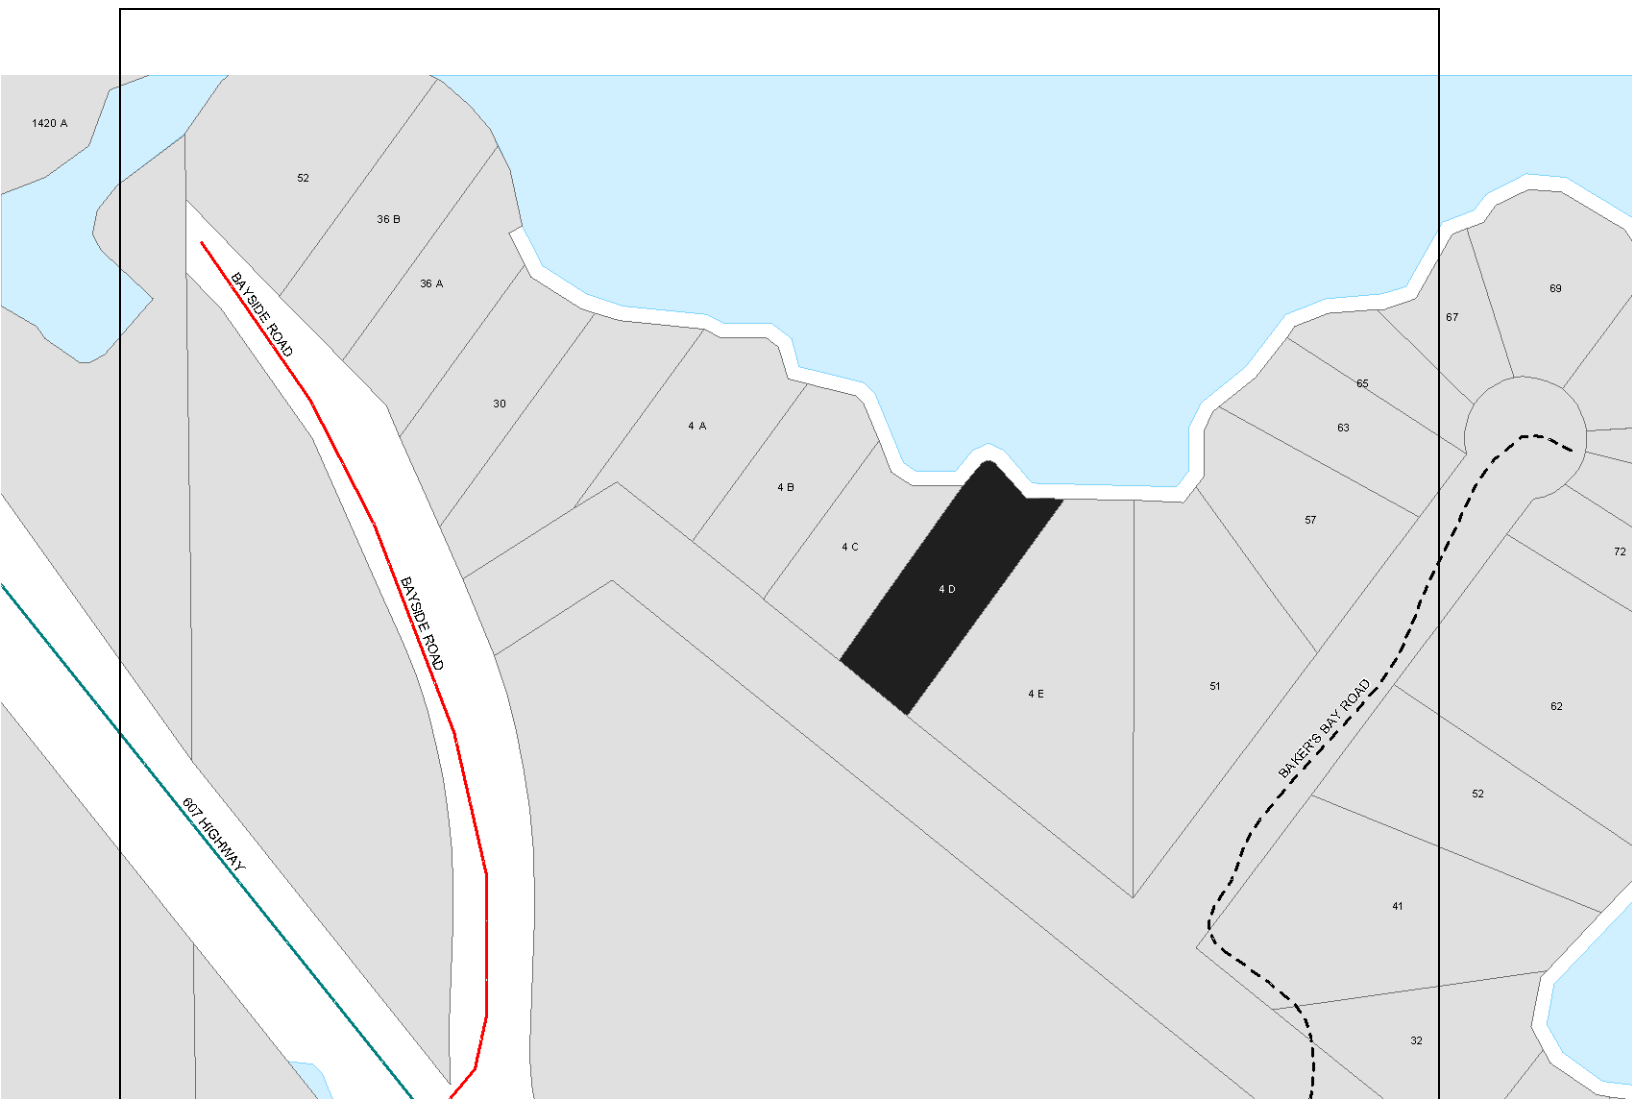 1420 A
52
36 B
36 A
BAYSIDE ROAD
69
67
65
30
4 A
63
4 B
57
4 C
72
4 D
BAYSIDE ROAD
4 E
51
62
BAKER'S BAY ROAD
52
607 HIGHWAY
41
32